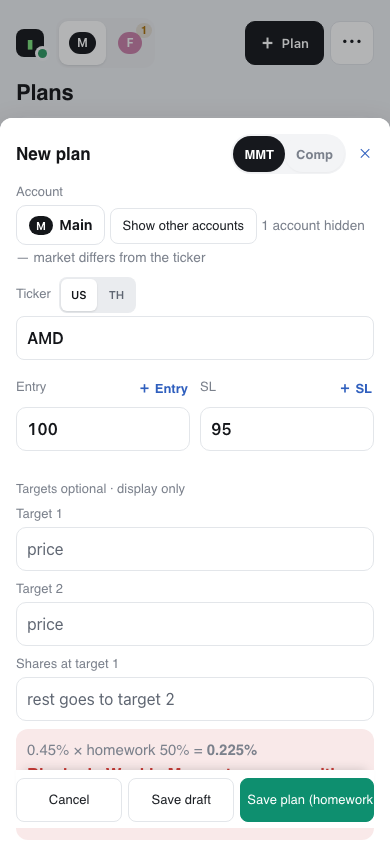 M F 1 + Plan ...
Plans
New plan MMT Comp ×
Account
M Main Show other accounts 1 account hidden
— market differs from the ticker
Ticker US TH
AMD
Entry + Entry SL + SL
100 95
Targets optional · display only
Target 1
price
Target 2
price
Shares at target 1
rest goes to target 2
0.45% × homework 50% = 0.225%
Cancel Save draft Save plan (homework